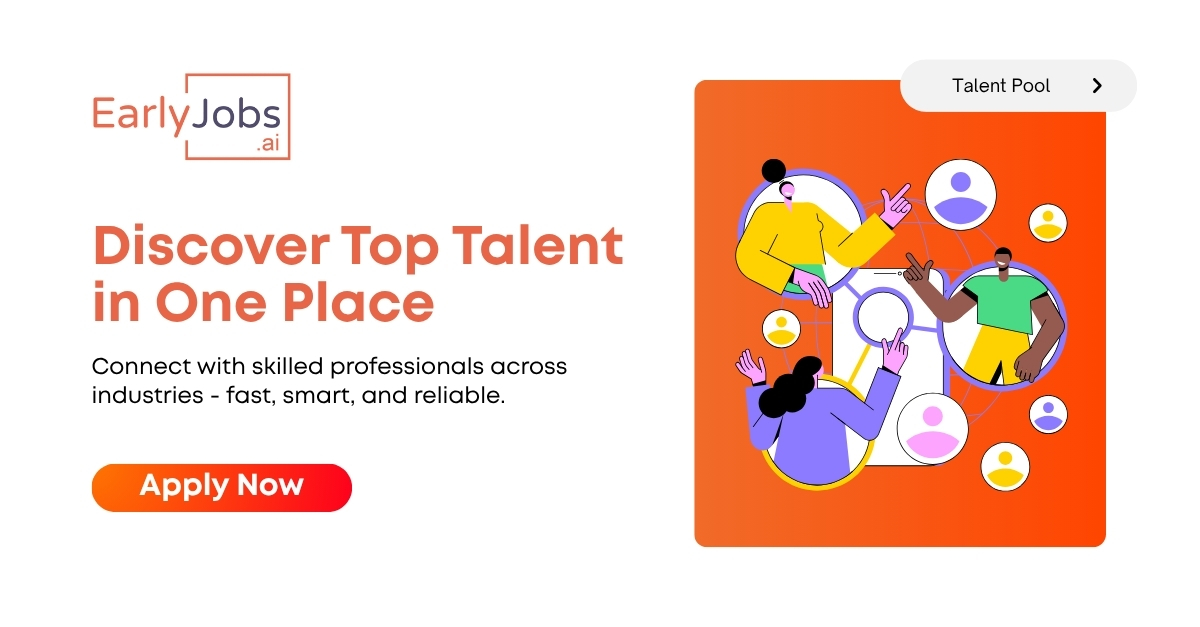 EarlyJobs
.ai
Talent Pool
Discover Top Talent
in One Place
Connect with skilled professionals across
industries - fast, smart, and reliable.
Apply Now